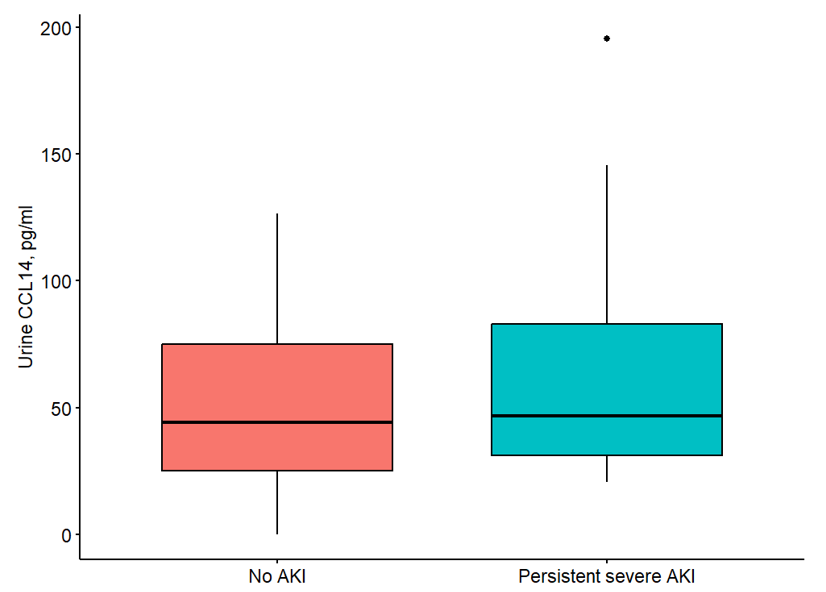 200
150
100
50
0
Urine CCL14, pg/ml
No AKI
Persistent severe AKI